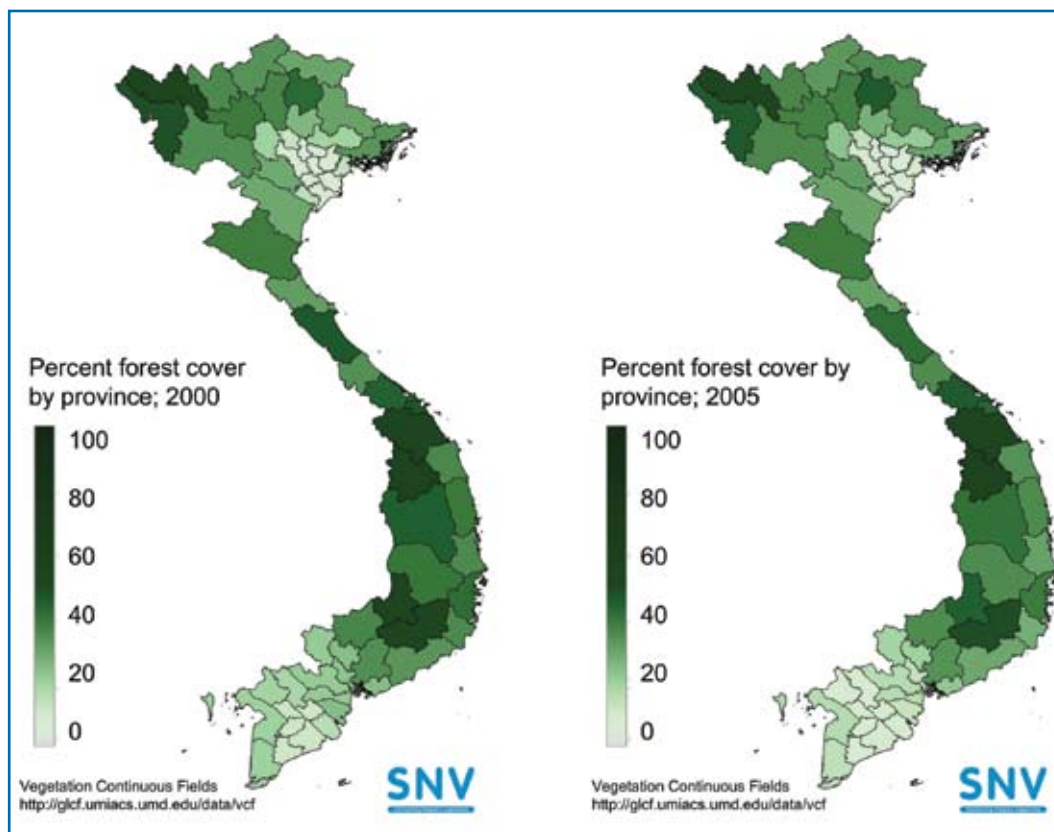 Percent forest cover
by province; 2000
100
80
60
40
20
0
Vegetation Continuous Fields
http://glcf.umiacs.umd.edu/data/vcf
SNV
Percent forest cover by
province; 2005
100
80
60
40
20
0
Vegetation Continuous Fields
http://glcf.umiacs.umd.edu/data/vcf
SNV